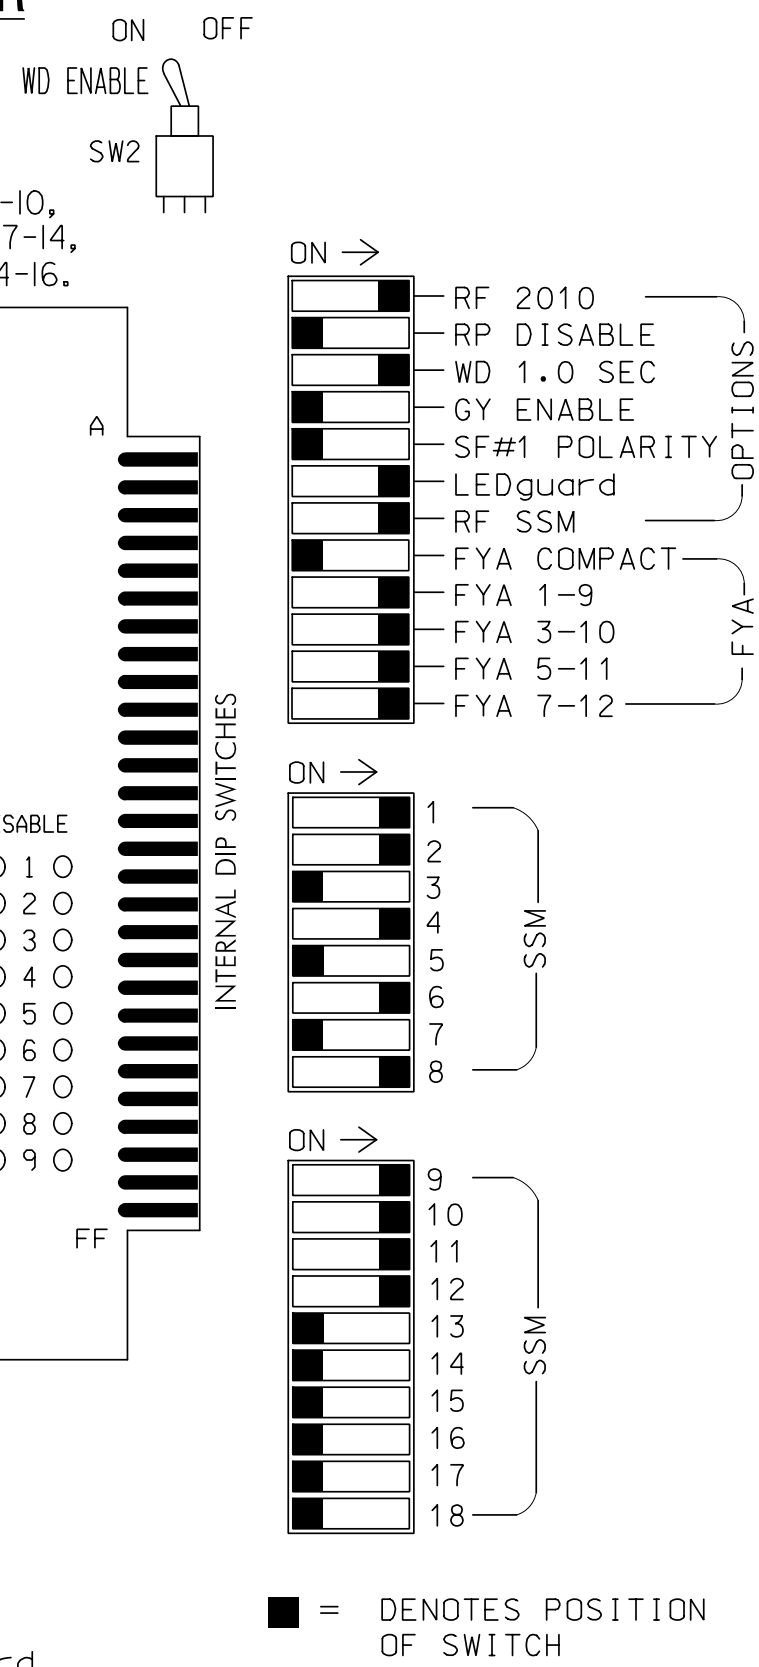 ON OFF
WD ENABLE
SW2
-10,
7-14,
4-16.
ON
RF 2010
RP DISABLE
WD 1.0 SEC
GY ENABLE
SF#1 POLARITY
LEDguard
RF SSM
FYA COMPACT
FYA 1-9
FYA 3-10
FYA 5-11
FYA 7-12
OPTIONS
FYA
A
FF
INTERNAL DIP SWITCHES
SABLE
1
2
3
4
5
6
7
8
9
ON
1
2
3
4
5
6
7
8
SSM
ON
9
10
11
12
13
14
15
16
17
18
SSM
= DENOTES POSITION
OF SWITCH